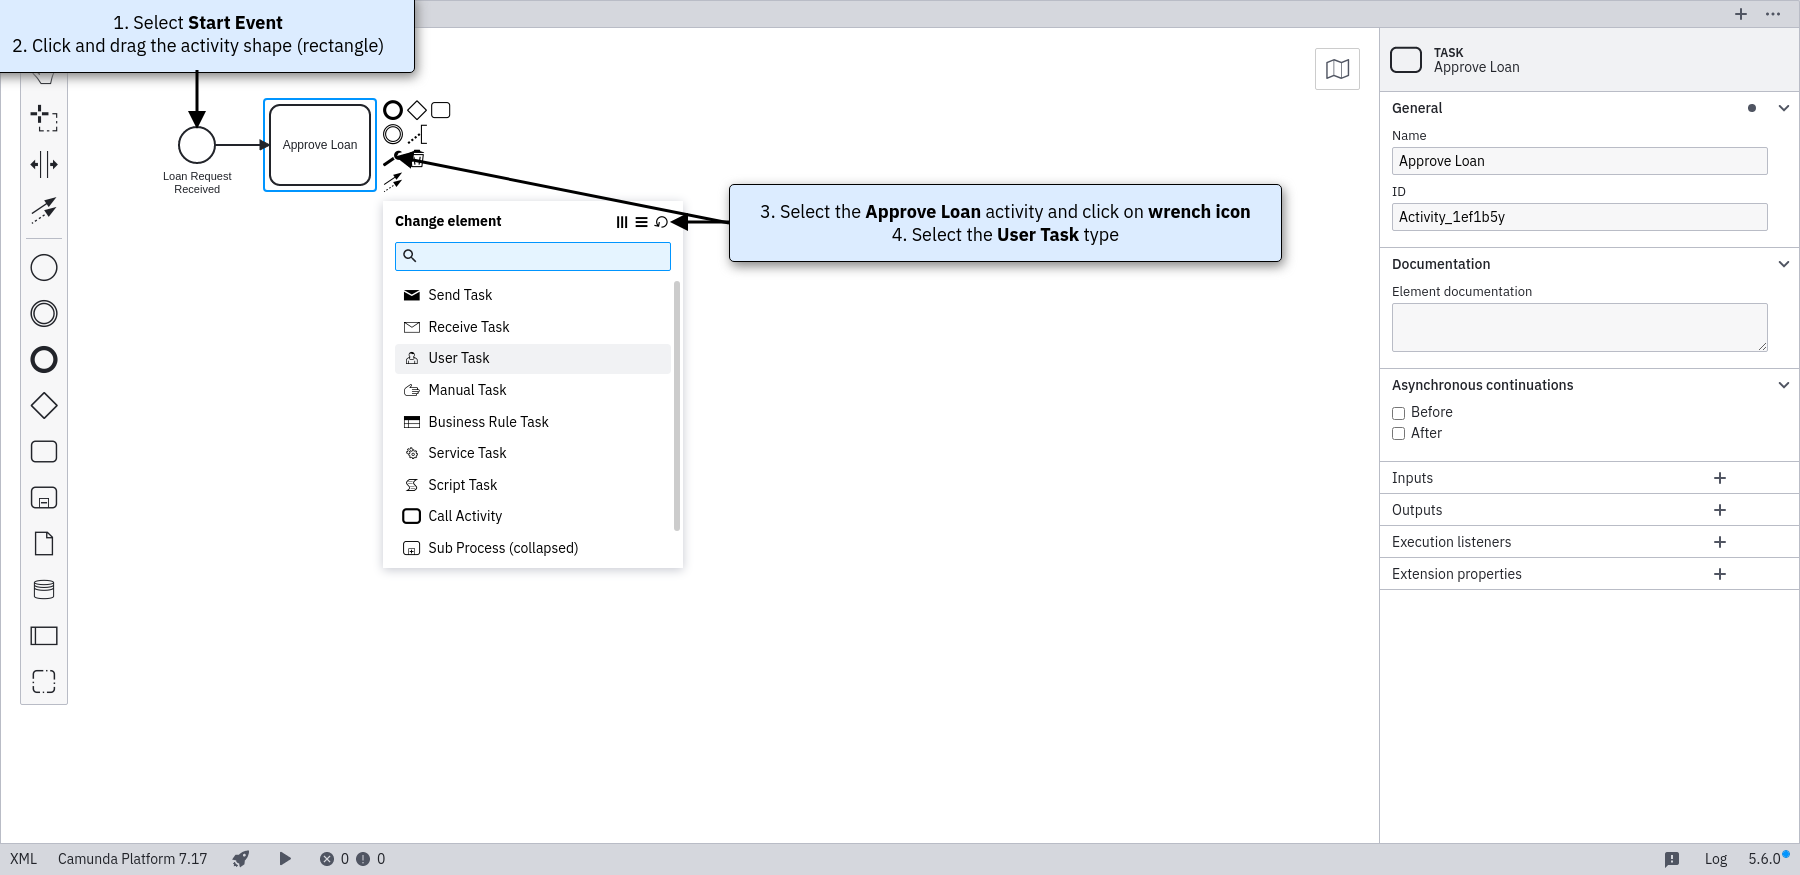 1. Select Start Event
2. Click and drag the activity shape (rectangle)
TASK
Approve Loan
General
Name
Approve Loan
ID
Activity_1ef1b5y
Documentation
Element documentation
Asynchronous continuations
Before
After
Inputs
Outputs
Execution listeners
Extension properties
Approve Loan
Loan Request
Received
3. Select the Approve Loan activity and click on wrench icon
4. Select the User Task type
Change element
Send Task
Receive Task
User Task
Manual Task
Business Rule Task
Service Task
Script Task
Call Activity
Sub Process (collapsed)
XML Camunda Platform 7.17 0 0 Log 5.6.0